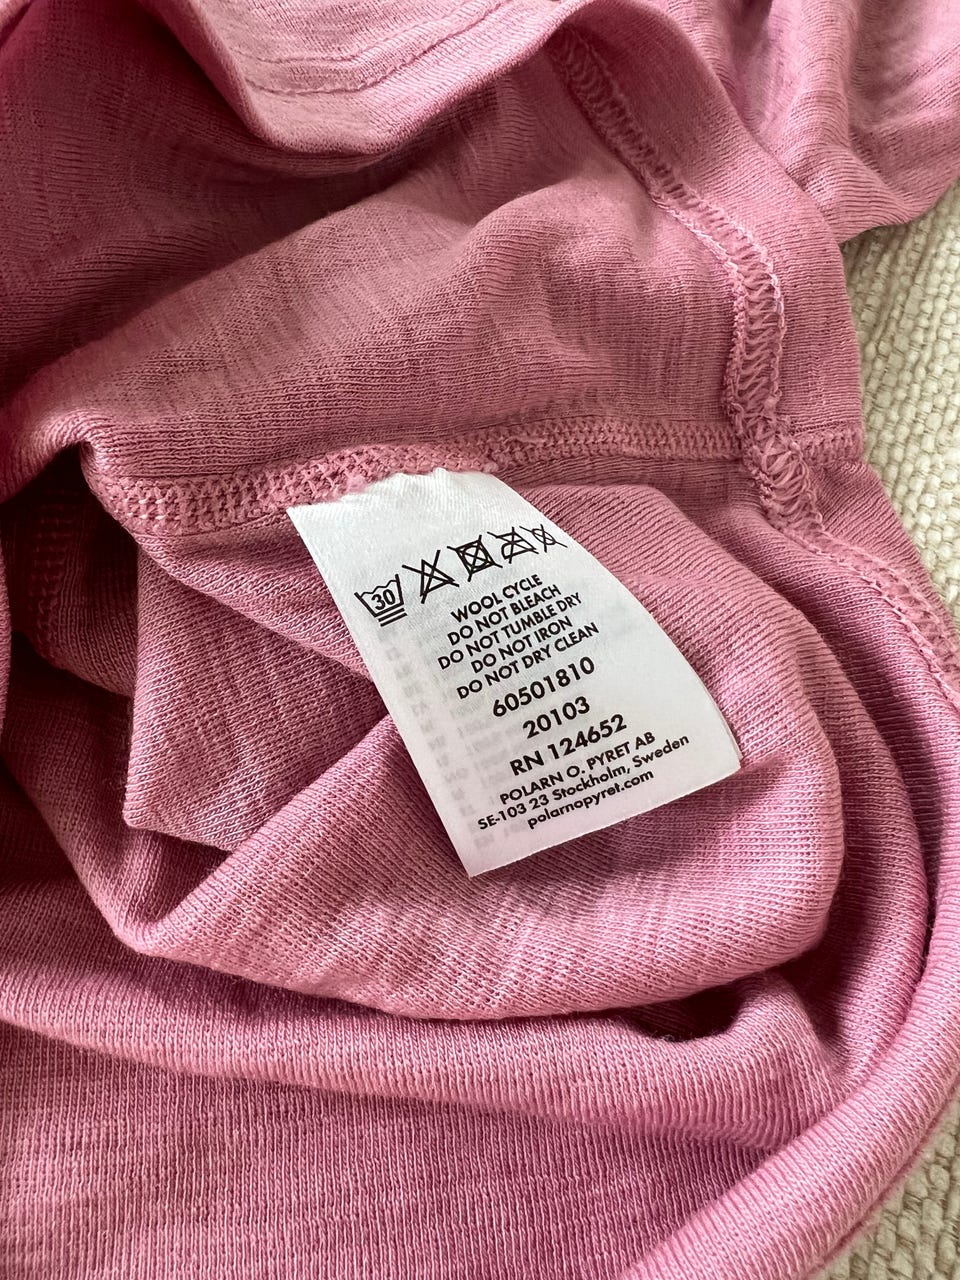 30
WOOL CYCLE
DO NOT BLEACH
DO NOT TUMBLE DRY
DO NOT IRON
DO NOT DRY CLEAN
60501810
20103
RN 124652
POLARN O. PYRET AB
SE-103 23 Stockholm, Sweden
polarnopyret.com